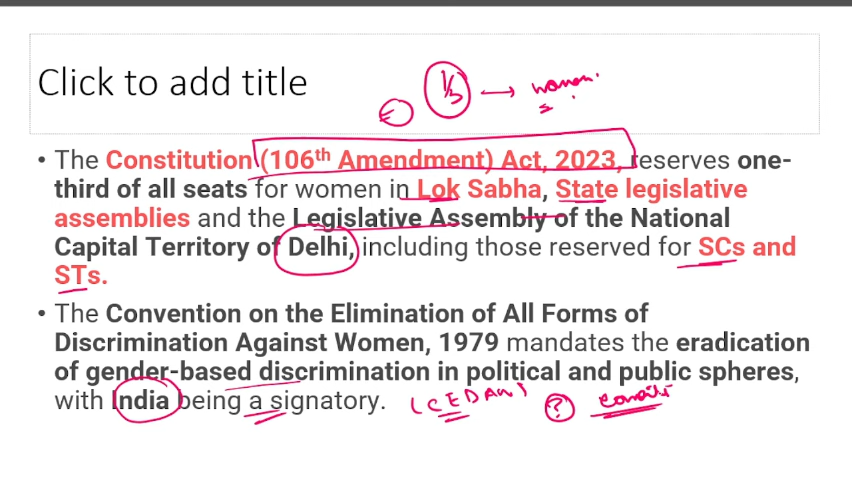 Click to add title
1/3 → women
• The Constitution (106th Amendment) Act, 2023, reserves one-
third of all seats for women in Lok Sabha, State legislative
assemblies and the Legislative Assembly of the National
Capital Territory of Delhi, including those reserved for SCs and
STs.
• The Convention on the Elimination of All Forms of
Discrimination Against Women, 1979 mandates the eradication
of gender-based discrimination in political and public spheres,
with India being a signatory. (CEDAW) ?